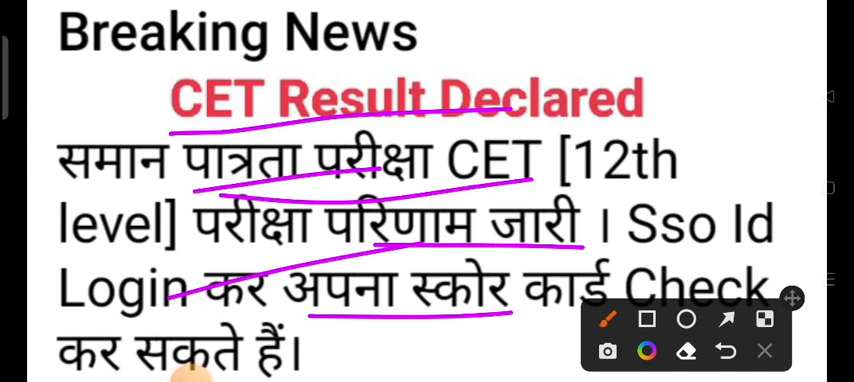 Breaking News
CET Result Declared
समान पात्रता परीक्षा CET [12th
level] परीक्षा परिणाम जारी । Sso Id
Login कर अपना स्कोर कार्ड Check
कर सकते हैं।